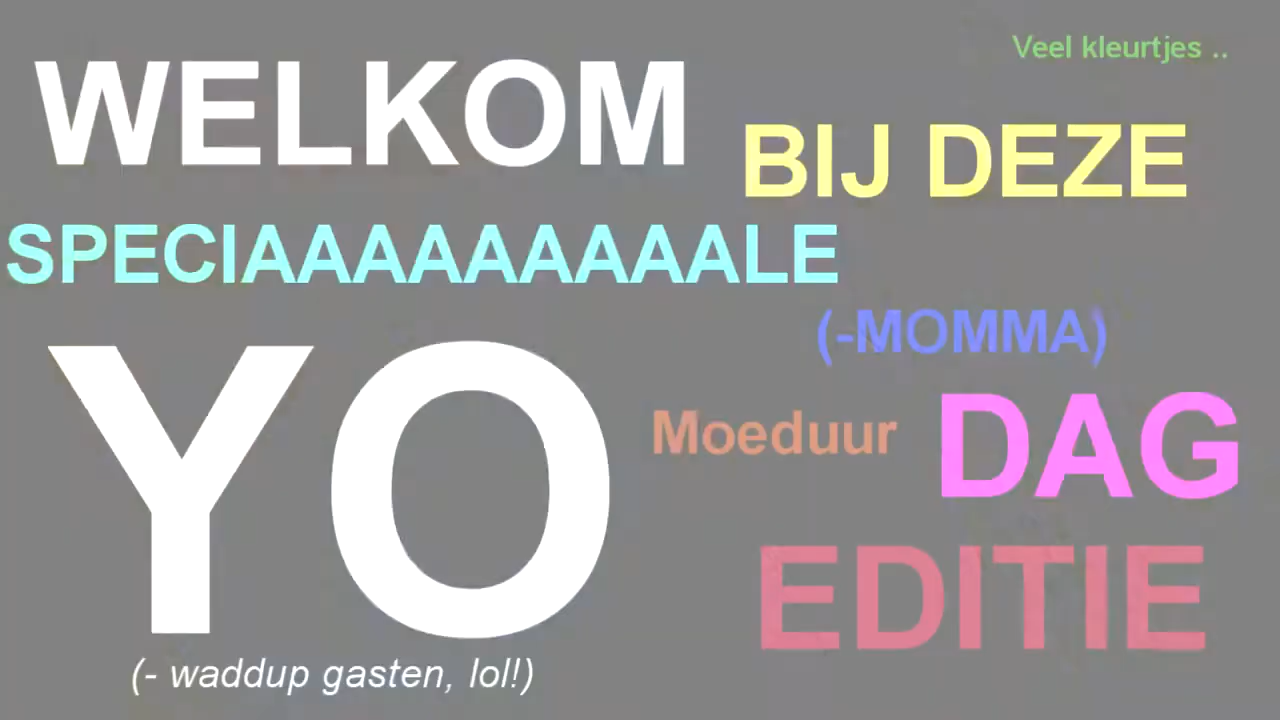 Veel kleurtjes ..
WELKOM
BIJ DEZE
SPECIAAAAAAAAAALE
(-MOMMA)
YO
Moeduur DAG
EDITIE
(- waddup gasten, lol!)